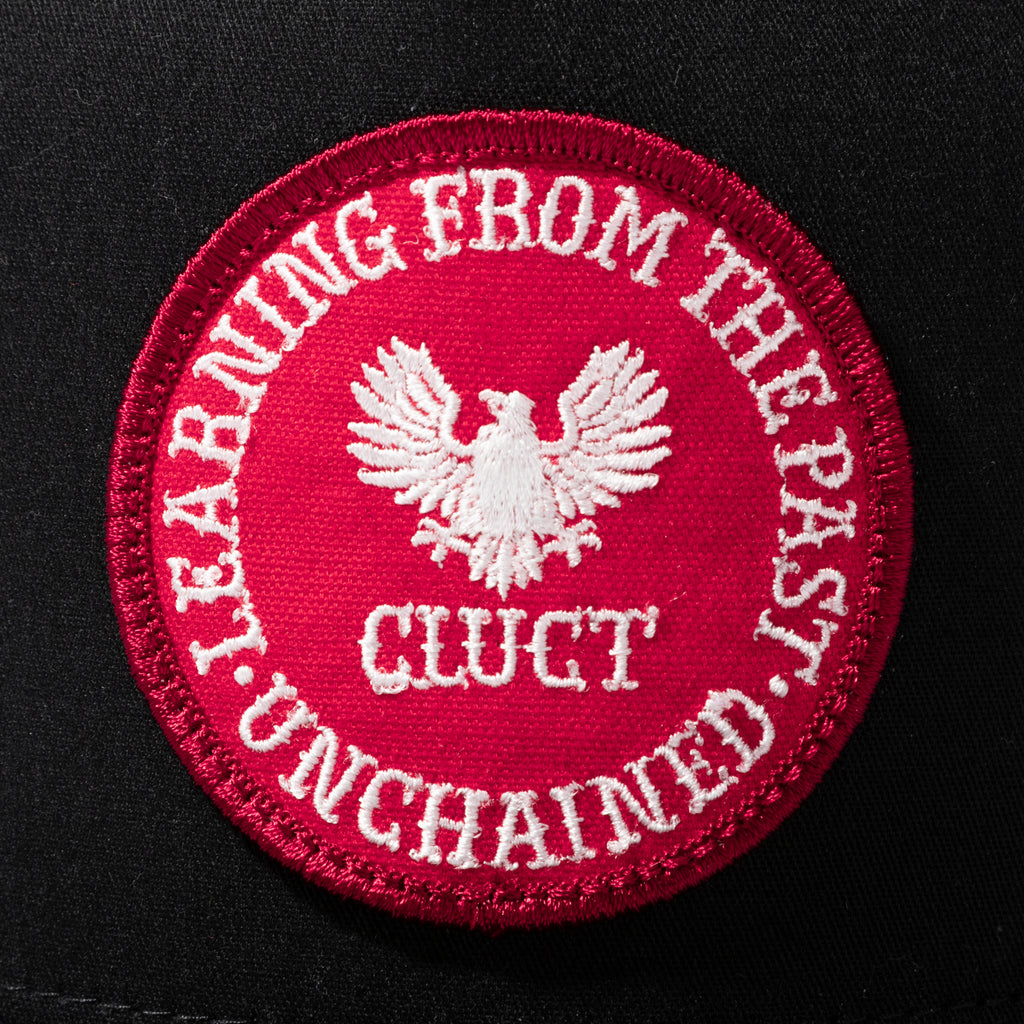 LEARNING FROM THE PAST
CLUCT
UNCHAINED